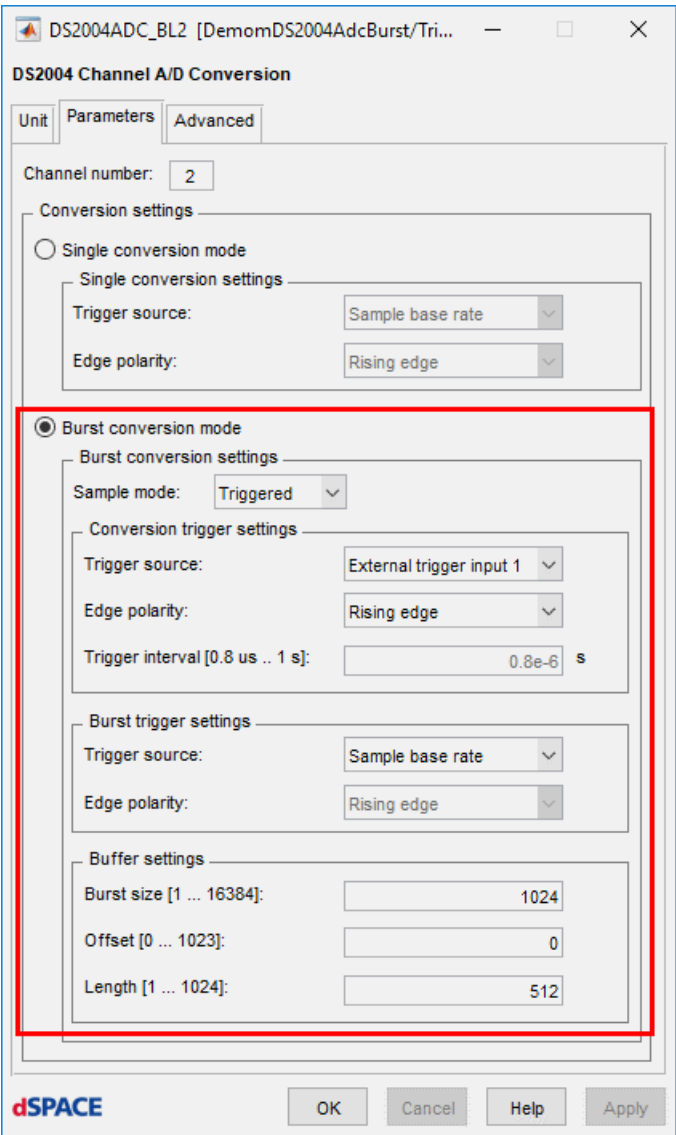 DS2004ADC_BL2 [DemomDS2004AdcBurst/Tri...
DS2004 Channel A/D Conversion
Unit Parameters Advanced
Channel number: 2
Conversion settings
Single conversion mode
Single conversion settings
Trigger source: Sample base rate
Edge polarity: Rising edge
Burst conversion mode
Burst conversion settings
Sample mode: Triggered
Conversion trigger settings
Trigger source: External trigger input 1
Edge polarity: Rising edge
Trigger interval [0.8 us .. 1 s]: 0.8e-6 s
Burst trigger settings
Trigger source: Sample base rate
Edge polarity: Rising edge
Buffer settings
Burst size [1 ... 16384]: 1024
Offset [0 ... 1023]: 0
Length [1 ... 1024]: 512
dSPACE OK Cancel Help Apply